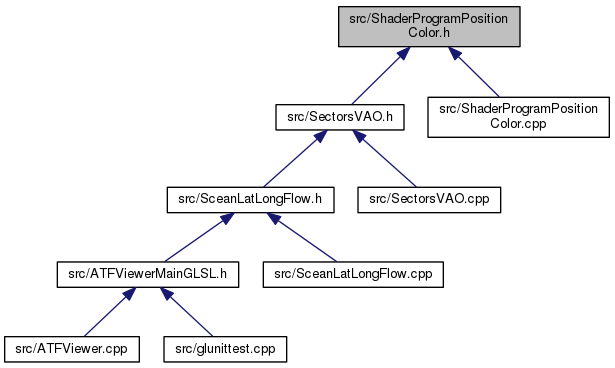 src/ShaderProgramPosition
Color.h
src/SectorsVAO.h
src/ShaderProgramPosition
Color.cpp
src/SceanLatLongFlow.h
src/SectorsVAO.cpp
src/ATFViewerMainGLSL.h
src/SceanLatLongFlow.cpp
src/ATFViewer.cpp
src/glunittest.cpp